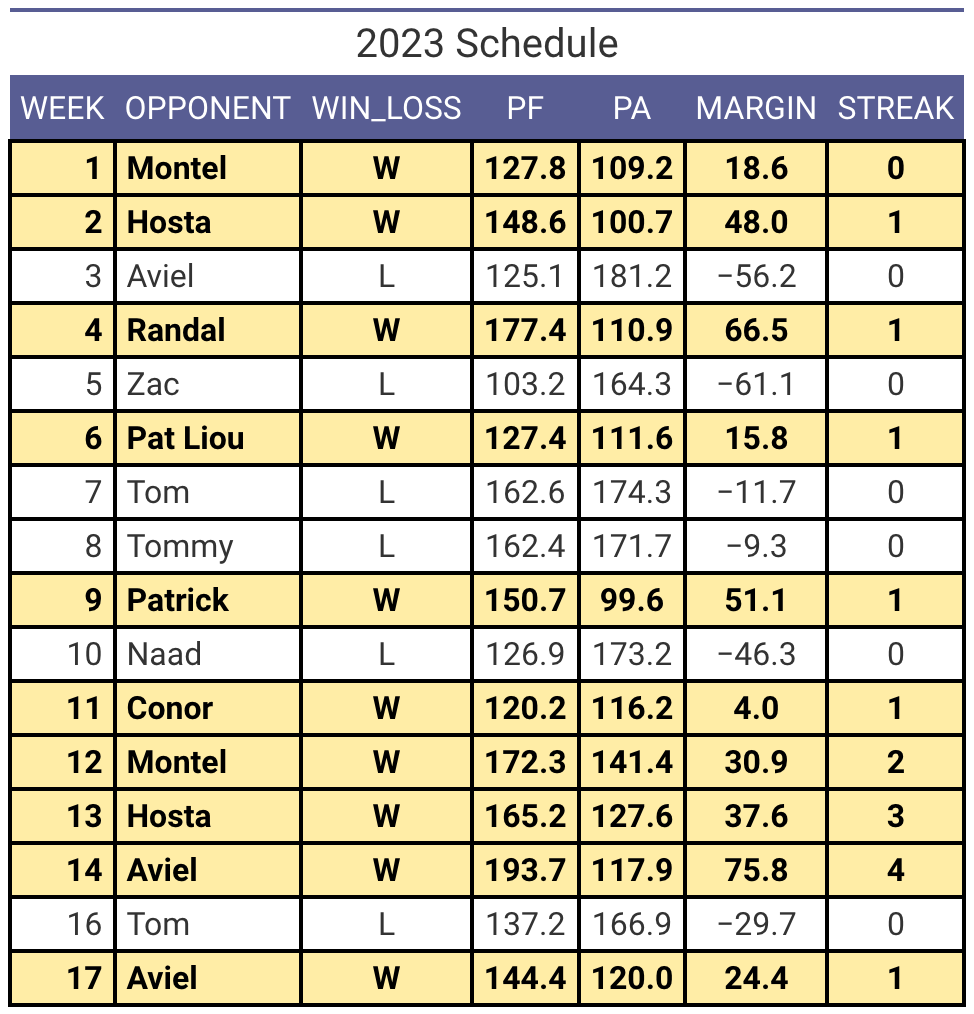 2023 Schedule
WEEK OPPONENT WIN_LOSS PF PA MARGIN STREAK
1 Montel W 127.8 109.2 18.6 0
2 Hosta W 148.6 100.7 48.0 1
3 Aviel L 125.1 181.2 −56.2 0
4 Randal W 177.4 110.9 66.5 1
5 Zac L 103.2 164.3 −61.1 0
6 Pat Liou W 127.4 111.6 15.8 1
7 Tom L 162.6 174.3 −11.7 0
8 Tommy L 162.4 171.7 −9.3 0
9 Patrick W 150.7 99.6 51.1 1
10 Naad L 126.9 173.2 −46.3 0
11 Conor W 120.2 116.2 4.0 1
12 Montel W 172.3 141.4 30.9 2
13 Hosta W 165.2 127.6 37.6 3
14 Aviel W 193.7 117.9 75.8 4
16 Tom L 137.2 166.9 −29.7 0
17 Aviel W 144.4 120.0 24.4 1